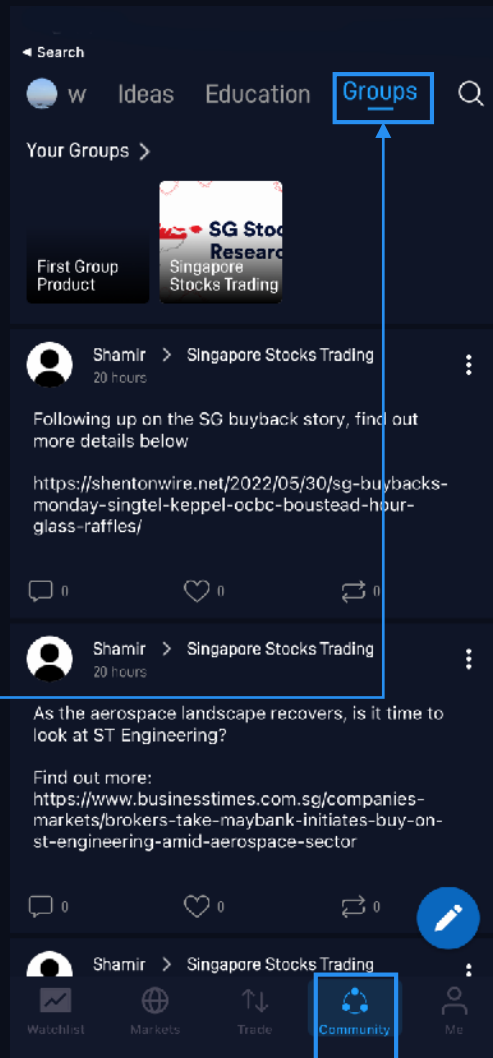 ◄ Search
w Ideas Education Groups
Your Groups >
SG Stoc
Researc
First Group
Product
Singapore
Stocks Trading
Shamir > Singapore Stocks Trading
20 hours
Following up on the SG buyback story, find out
more details below
https://shentonwire.net/2022/05/30/sg-buybacks-
monday-singtel-keppel-ocbc-boustead-hour-
glass-raffles/
0 0 0
Shamir > Singapore Stocks Trading
20 hours
As the aerospace landscape recovers, is it time to
look at ST Engineering?
Find out more:
https://www.businesstimes.com.sg/companies-
markets/brokers-take-maybank-initiates-buy-on-
st-engineering-amid-aerospace-sector
0 0 0
Shamir > Singapore Stocks Trading
Watchlist Markets Trade Community Me